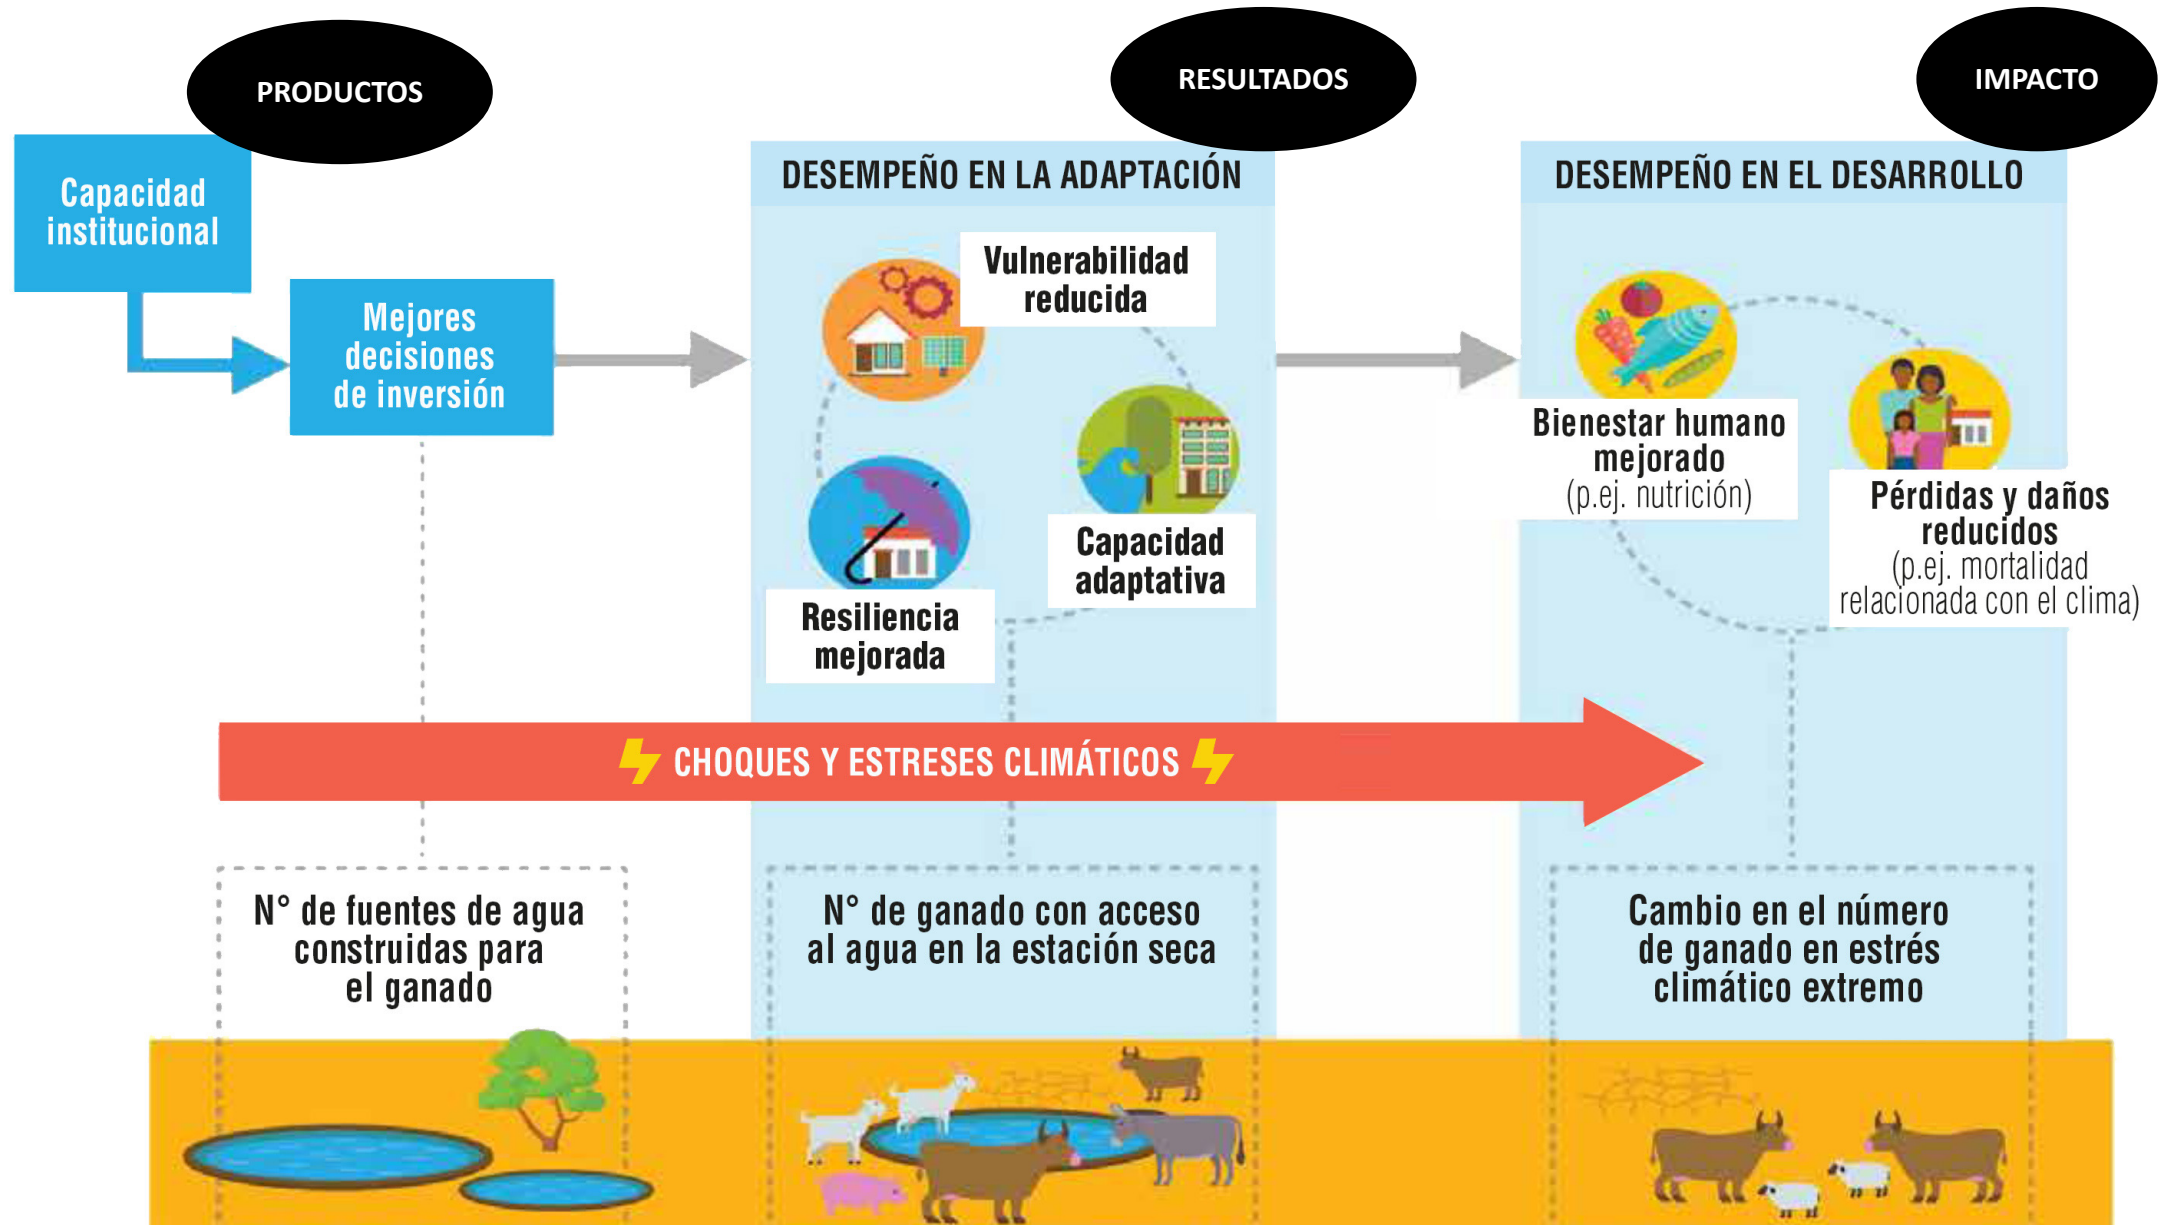 PRODUCTOS
RESULTADOS
IMPACTO
Capacidad
institucional
Mejores
decisiones
de inversión
DESEMPEÑO EN LA ADAPTACIÓN
Vulnerabilidad
reducida
Capacidad
adaptativa
Resiliencia
mejorada
DESEMPEÑO EN EL DESARROLLO
Bienestar humano
mejorado
(p.ej. nutrición)
Pérdidas y daños
reducidos
(p.ej. mortalidad
relacionada con el clima)
CHOQUES Y ESTRESES CLIMÁTICOS
N° de fuentes de agua
construidas para
el ganado
N° de ganado con acceso
al agua en la estación seca
Cambio en el número
de ganado en estrés
climático extremo